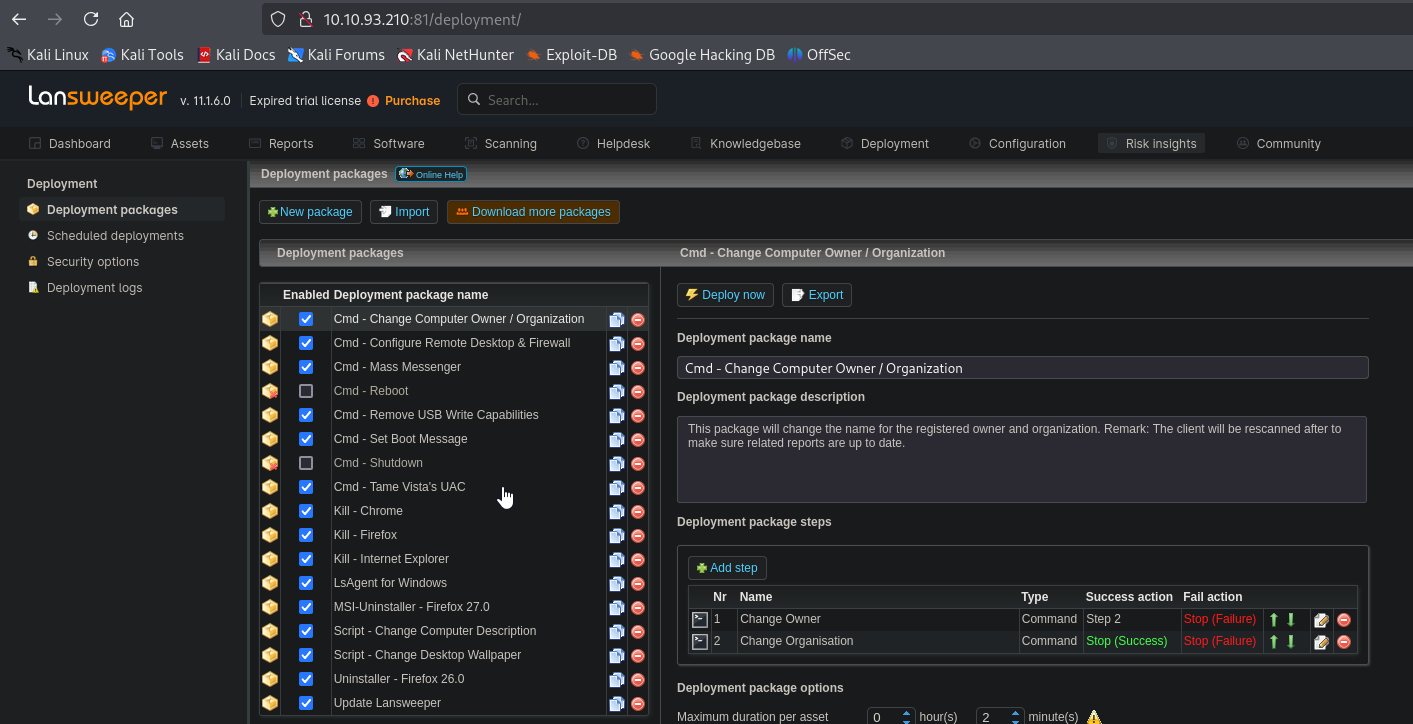 10.10.93.210:81/deployment/
Kali Linux Kali Tools Kali Docs Kali Forums Kali NetHunter Exploit-DB Google Hacking DB OffSec
Lansweeper v. 11.1.6.0 Expired trial license Purchase Search...
Dashboard Assets Reports Software Scanning Helpdesk Knowledgebase Deployment Configuration Risk insights Community
Deployment
Deployment packages
Scheduled deployments
Security options
Deployment logs
Deployment packages Online Help
New package Import Download more packages
Deployment packages
Enabled Deployment package name
Cmd - Change Computer Owner / Organization
Cmd - Configure Remote Desktop & Firewall
Cmd - Mass Messenger
Cmd - Reboot
Cmd - Remove USB Write Capabilities
Cmd - Set Boot Message
Cmd - Shutdown
Cmd - Tame Vista's UAC
Kill - Chrome
Kill - Firefox
Kill - Internet Explorer
LsAgent for Windows
MSI-Uninstaller - Firefox 27.0
Script - Change Computer Description
Script - Change Desktop Wallpaper
Uninstaller - Firefox 26.0
Update Lansweeper
Cmd - Change Computer Owner / Organization
Deploy now Export
Deployment package name
Cmd - Change Computer Owner / Organization
Deployment package description
This package will change the name for the registered owner and organization. Remark: The client will be rescanned after to
make sure related reports are up to date.
Deployment package steps
Add step
Nr Name Type Success action Fail action
1 Change Owner Command Step 2 Stop (Failure)
2 Change Organisation Command Stop (Success) Stop (Failure)
Deployment package options
Maximum duration per asset 0 hour(s) 2 minute(s)